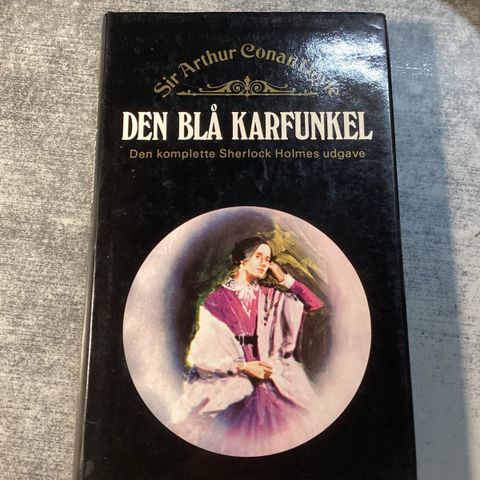 Sir Arthur Conan Doyle
DEN BLÅ KARFUNKEL
Den komplette Sherlock Holmes udgave